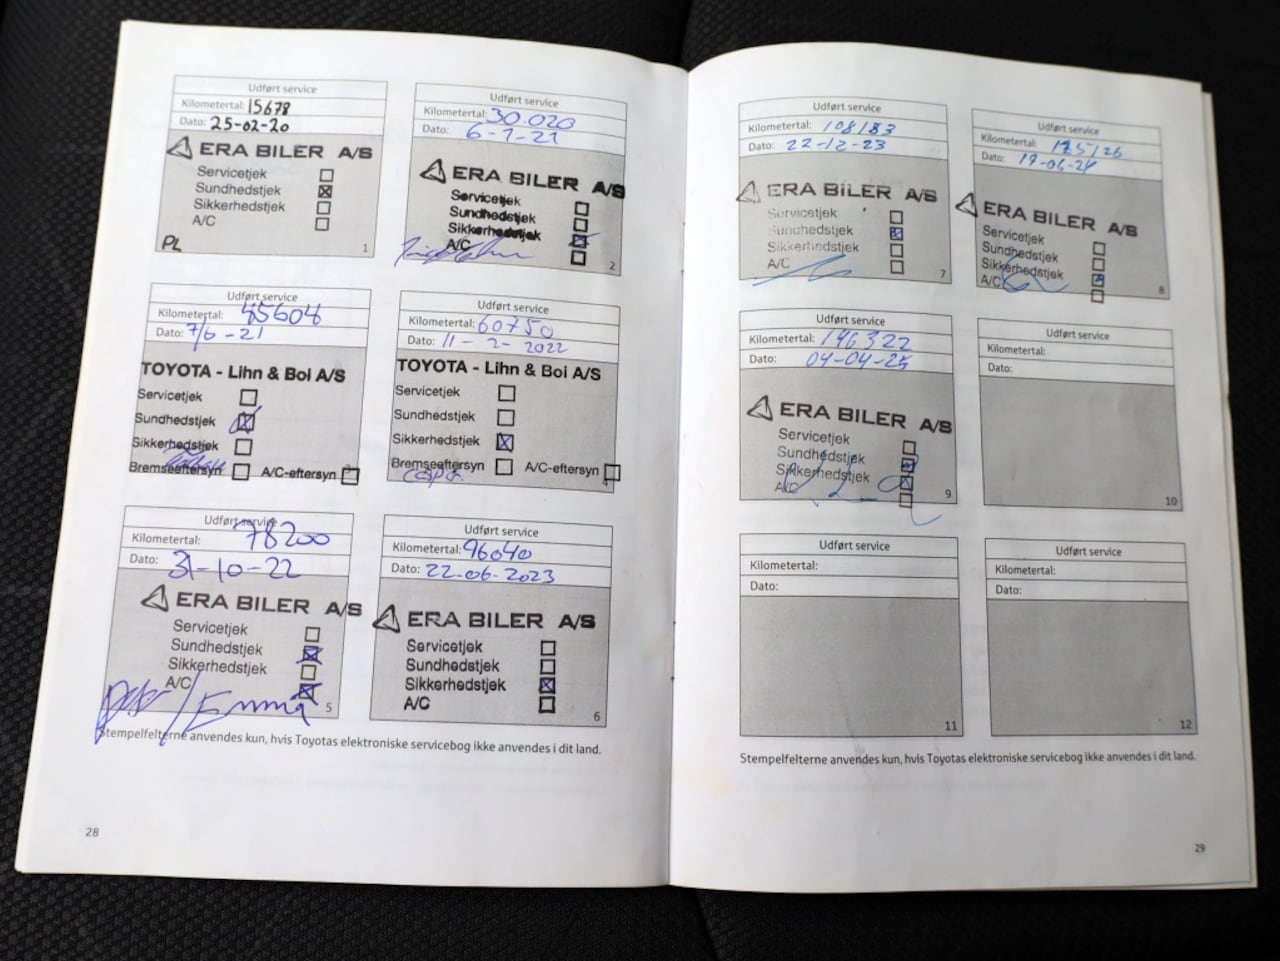 Udført service
Kilometertal: 15678
Dato: 25-02-20
ERA BILER A/S
Servicetjek
Sundhedstjek
Sikkerhedstjek
A/C
PL
1
Udført service
Kilometertal: 30.020
Dato: 6-7-21
ERA BILER A/S
Servicetjek
Sundhedstjek
Sikkerhedstjek
A/C
2
Udført service
Kilometertal: 45604
Dato: 7/6-21
TOYOTA - Lihn & Boi A/S
Servicetjek
Sundhedstjek
Sikkerhedstjek
Bremseeftersyn A/C-eftersyn
Udført service
Kilometertal: 60750
Dato: 11-2-2022
TOYOTA - Lihn & Boi A/S
Servicetjek
Sundhedstjek
Sikkerhedstjek
Bremseeftersyn A/C-eftersyn
4
Udført service
Kilometertal: 78200
Dato: 31-10-22
ERA BILER A/S
Servicetjek
Sundhedstjek
Sikkerhedstjek
A/C
5
Udført service
Kilometertal: 96040
Dato: 22-06-2023
ERA BILER A/S
Servicetjek
Sundhedstjek
Sikkerhedstjek
A/C
6
Stempelfelterne anvendes kun, hvis Toyotas elektroniske servicebog ikke anvendes i dit land.
28
Udført service
Kilometertal: 108183
Dato: 22-12-23
ERA BILER A/S
Servicetjek
Sundhedstjek
Sikkerhedstjek
A/C
7
Udført service
Kilometertal: 125126
Dato: 19-06-24
ERA BILER A/S
Servicetjek
Sundhedstjek
Sikkerhedstjek
A/C
8
Udført service
Kilometertal: 146322
Dato: 04-04-25
ERA BILER A/S
Servicetjek
Sundhedstjek
Sikkerhedstjek
A/C
9
Udført service
Kilometertal:
Dato:
10
Udført service
Kilometertal:
Dato:
11
Udført service
Kilometertal:
Dato:
12
Stempelfelterne anvendes kun, hvis Toyotas elektroniske servicebog ikke anvendes i dit land.
29